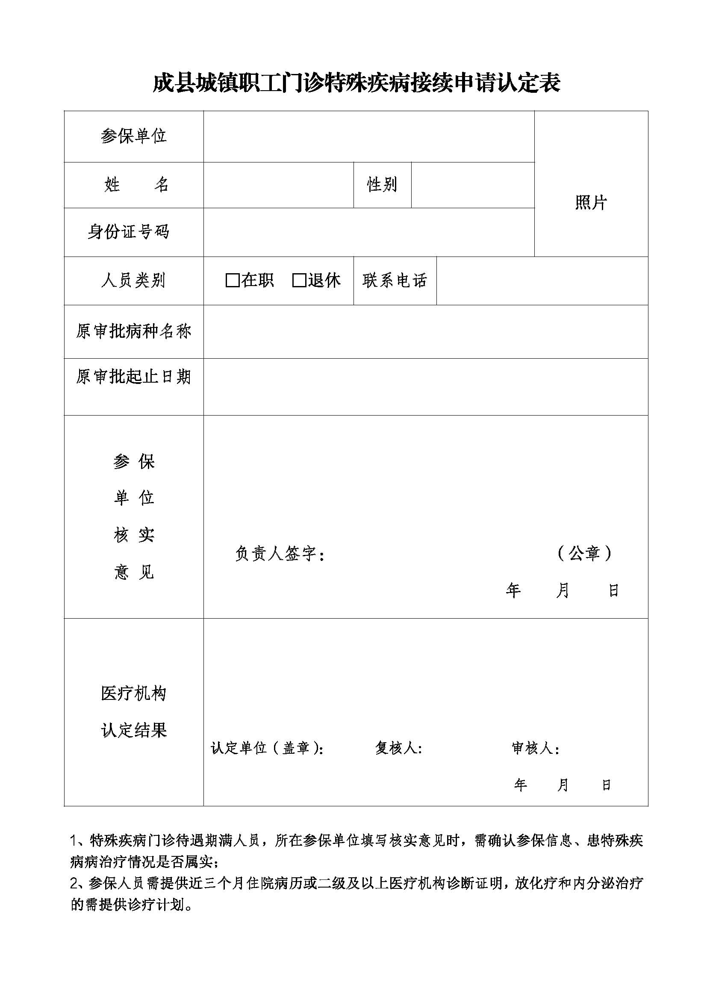 成县城镇职工门诊特殊疾病接续申请认定表
参保单位
照片
姓 名
性别
身份证号码
人员类别
□在职 □退休
联系电话
原审批病种名称
原审批起止日期
参 保
单 位
核 实
意 见
负责人签字:
(公章)
年 月 日
医疗机构
认定结果
认定单位(盖章): 复核人: 审核人:
年 月 日
1、特殊疾病门诊待遇期满人员，所在参保单位填写核实意见时，需确认参保信息、患特殊疾
病病治疗情况是否属实；
2、参保人员需提供近三个月住院病历或二级及以上医疗机构诊断证明，放化疗和内分泌治疗
的需提供诊疗计划。